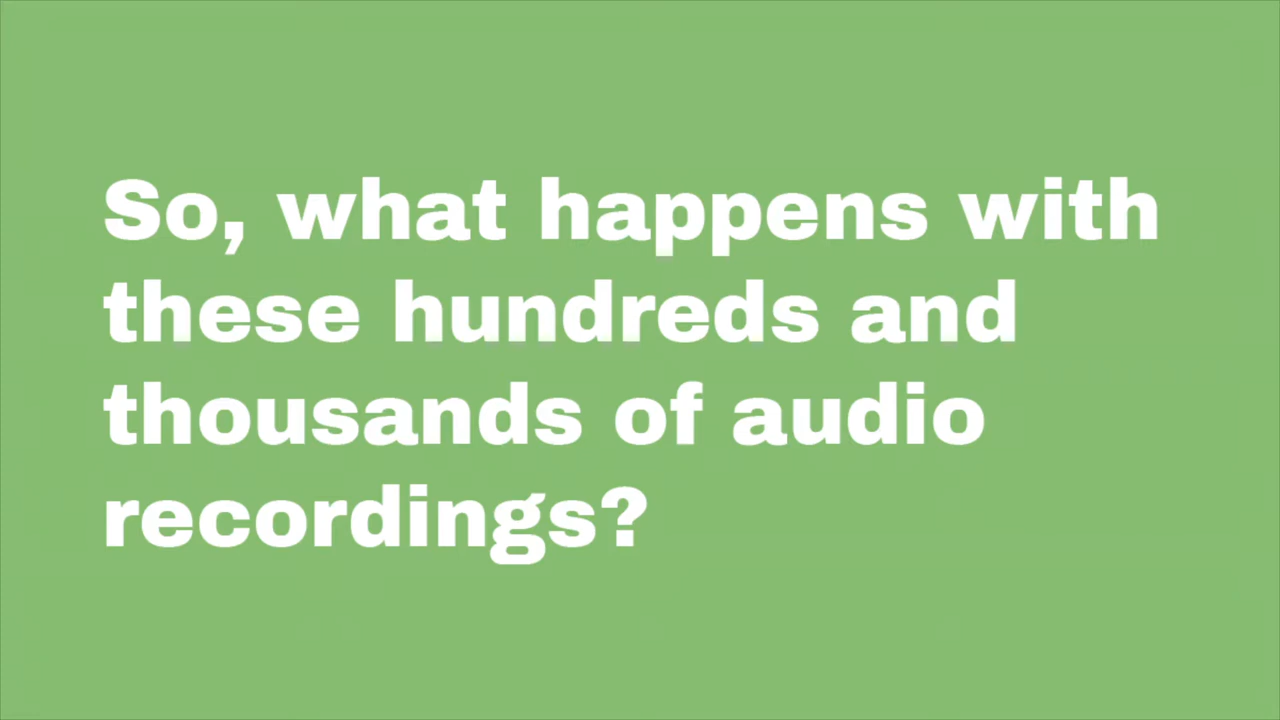 So, what happens with
these hundreds and
thousands of audio
recordings?